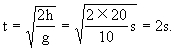 t = √(2h/g) = √(2×20/10 s) = 2s.